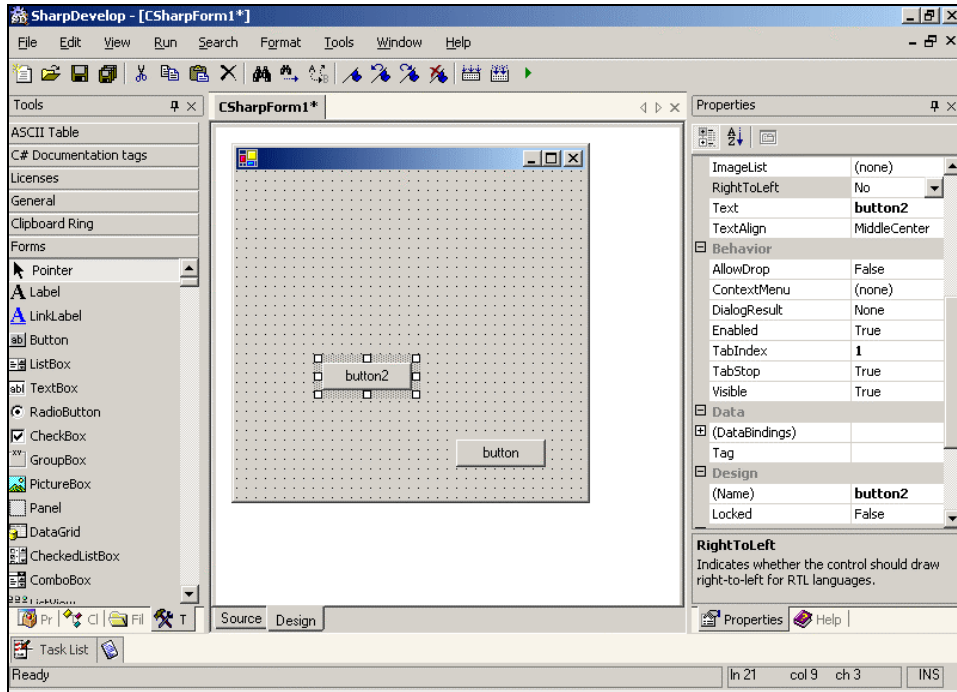 SharpDevelop - [CSharpForm1*]
File Edit View Run Search Format Tools Window Help
Tools
ASCII Table
C# Documentation tags
Licenses
General
Clipboard Ring
Forms
Pointer
A Label
A LinkLabel
ab Button
ListBox
abl TextBox
RadioButton
CheckBox
XY GroupBox
PictureBox
Panel
DataGrid
CheckedListBox
ComboBox
ListView
Pr Cl Fil T
CSharpForm1*
button2
button
Source Design
Properties
ImageList (none)
RightToLeft No
Text button2
TextAlign MiddleCenter
Behavior
AllowDrop False
ContextMenu (none)
DialogResult None
Enabled True
TabIndex 1
TabStop True
Visible True
Data
(DataBindings)
Tag
Design
(Name) button2
Locked False
RightToLeft
Indicates whether the control should draw
right-to-left for RTL languages.
Properties Help
Task List
Ready ln 21 col 9 ch 3 INS